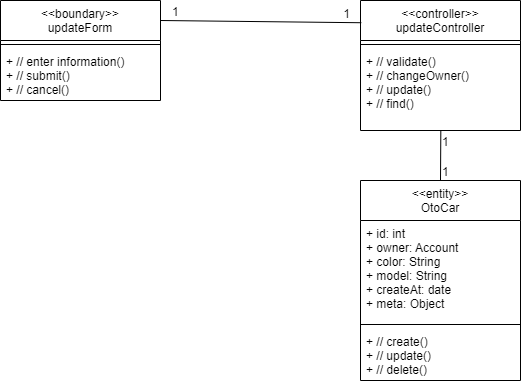 <<boundary>>
updateForm
+ // enter information()
+ // submit()
+ // cancel()
1
1
<<controller>>
updateController
+ // validate()
+ // changeOwner()
+ // update()
+ // find()
1
1
<<entity>>
OtoCar
+ id: int
+ owner: Account
+ color: String
+ model: String
+ createAt: date
+ meta: Object
+ // create()
+ // update()
+ // delete()